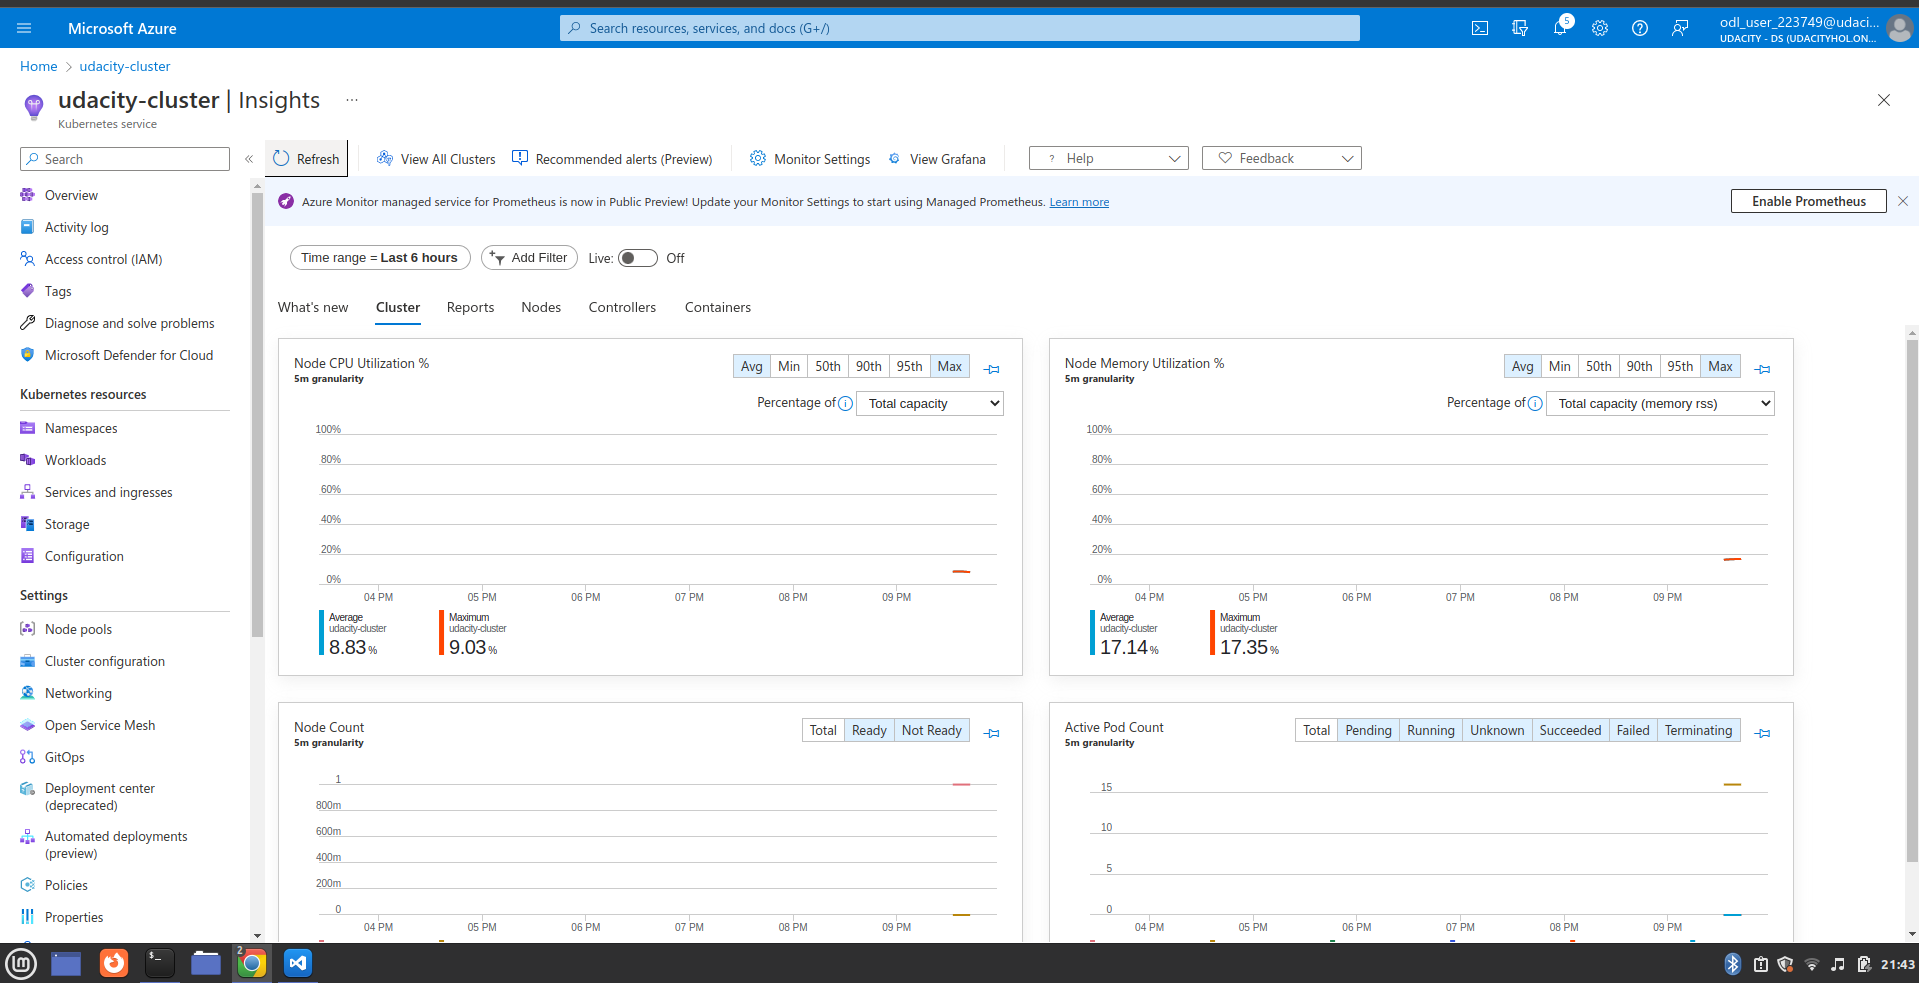 Microsoft Azure
Search resources, services, and docs (G+/)
5
odl_user_223749@udaci...
UDACITY - DS (UDACITYHOL.ON...
Home > udacity-cluster
udacity-cluster | Insights ...
Kubernetes service
Search
«
Refresh
View All Clusters
Recommended alerts (Preview)
Monitor Settings
View Grafana
? Help
Feedback
Azure Monitor managed service for Prometheus is now in Public Preview! Update your Monitor Settings to start using Managed Prometheus. Learn more
Enable Prometheus
Overview
Activity log
Access control (IAM)
Tags
Diagnose and solve problems
Microsoft Defender for Cloud
Kubernetes resources
Namespaces
Workloads
Services and ingresses
Storage
Configuration
Settings
Node pools
Cluster configuration
Networking
Open Service Mesh
GitOps
Deployment center
(deprecated)
Automated deployments
(preview)
Policies
Properties
Time range = Last 6 hours
Add Filter
Live: Off
What's new
Cluster
Reports
Nodes
Controllers
Containers
Node CPU Utilization %
5m granularity
Avg Min 50th 90th 95th Max
Percentage of Total capacity
100%
80%
60%
40%
20%
0%
04 PM 05 PM 06 PM 07 PM 08 PM 09 PM
Average
udacity-cluster
8.83 %
Maximum
udacity-cluster
9.03 %
Node Memory Utilization %
5m granularity
Avg Min 50th 90th 95th Max
Percentage of Total capacity (memory rss)
100%
80%
60%
40%
20%
0%
04 PM 05 PM 06 PM 07 PM 08 PM 09 PM
Average
udacity-cluster
17.14 %
Maximum
udacity-cluster
17.35 %
Node Count
5m granularity
Total Ready Not Ready
1
800m
600m
400m
200m
0
04 PM 05 PM 06 PM 07 PM 08 PM 09 PM
Active Pod Count
5m granularity
Total Pending Running Unknown Succeeded Failed Terminating
15
10
5
0
04 PM 05 PM 06 PM 07 PM 08 PM 09 PM
2
21:43